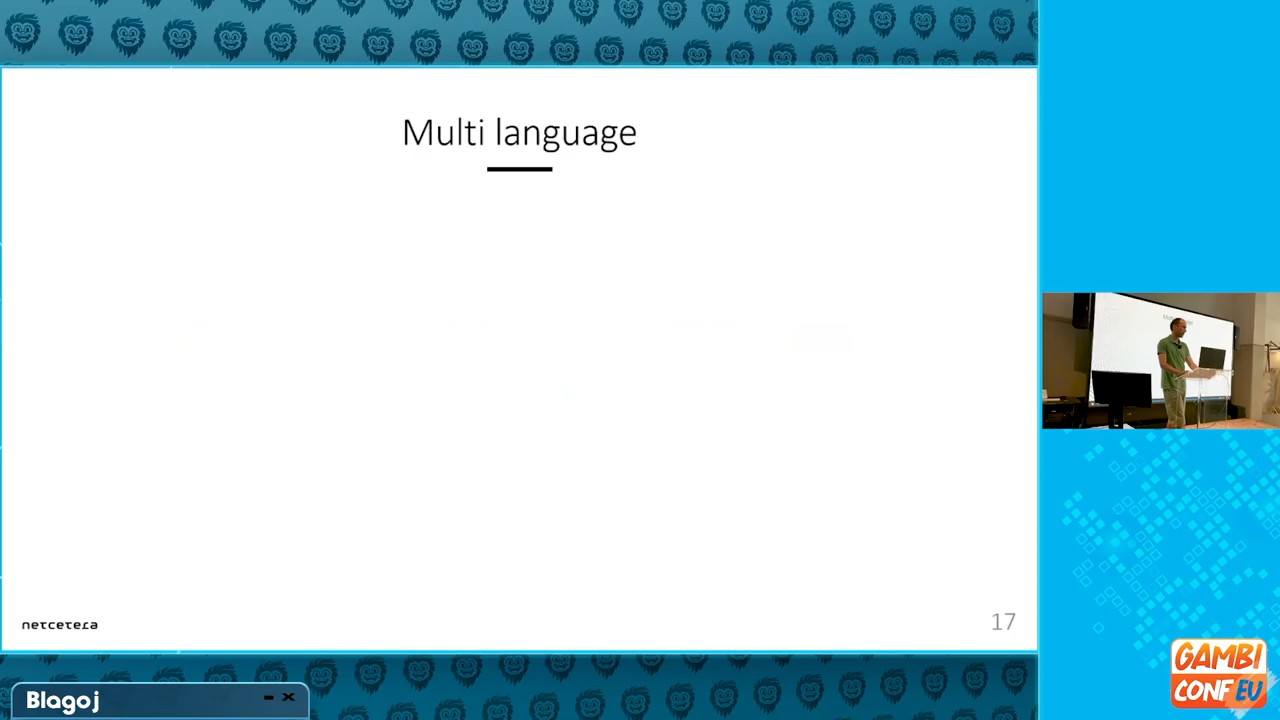 Multi language
netcetera
17
Blagoj
GAMBI
CONF EU